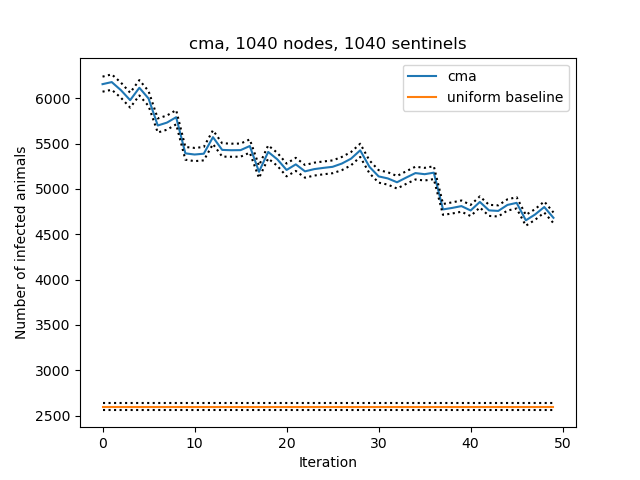 cma, 1040 nodes, 1040 sentinels
cma
uniform baseline
Number of infected animals
6000
5500
5000
4500
4000
3500
3000
2500
0 10 20 30 40 50
Iteration